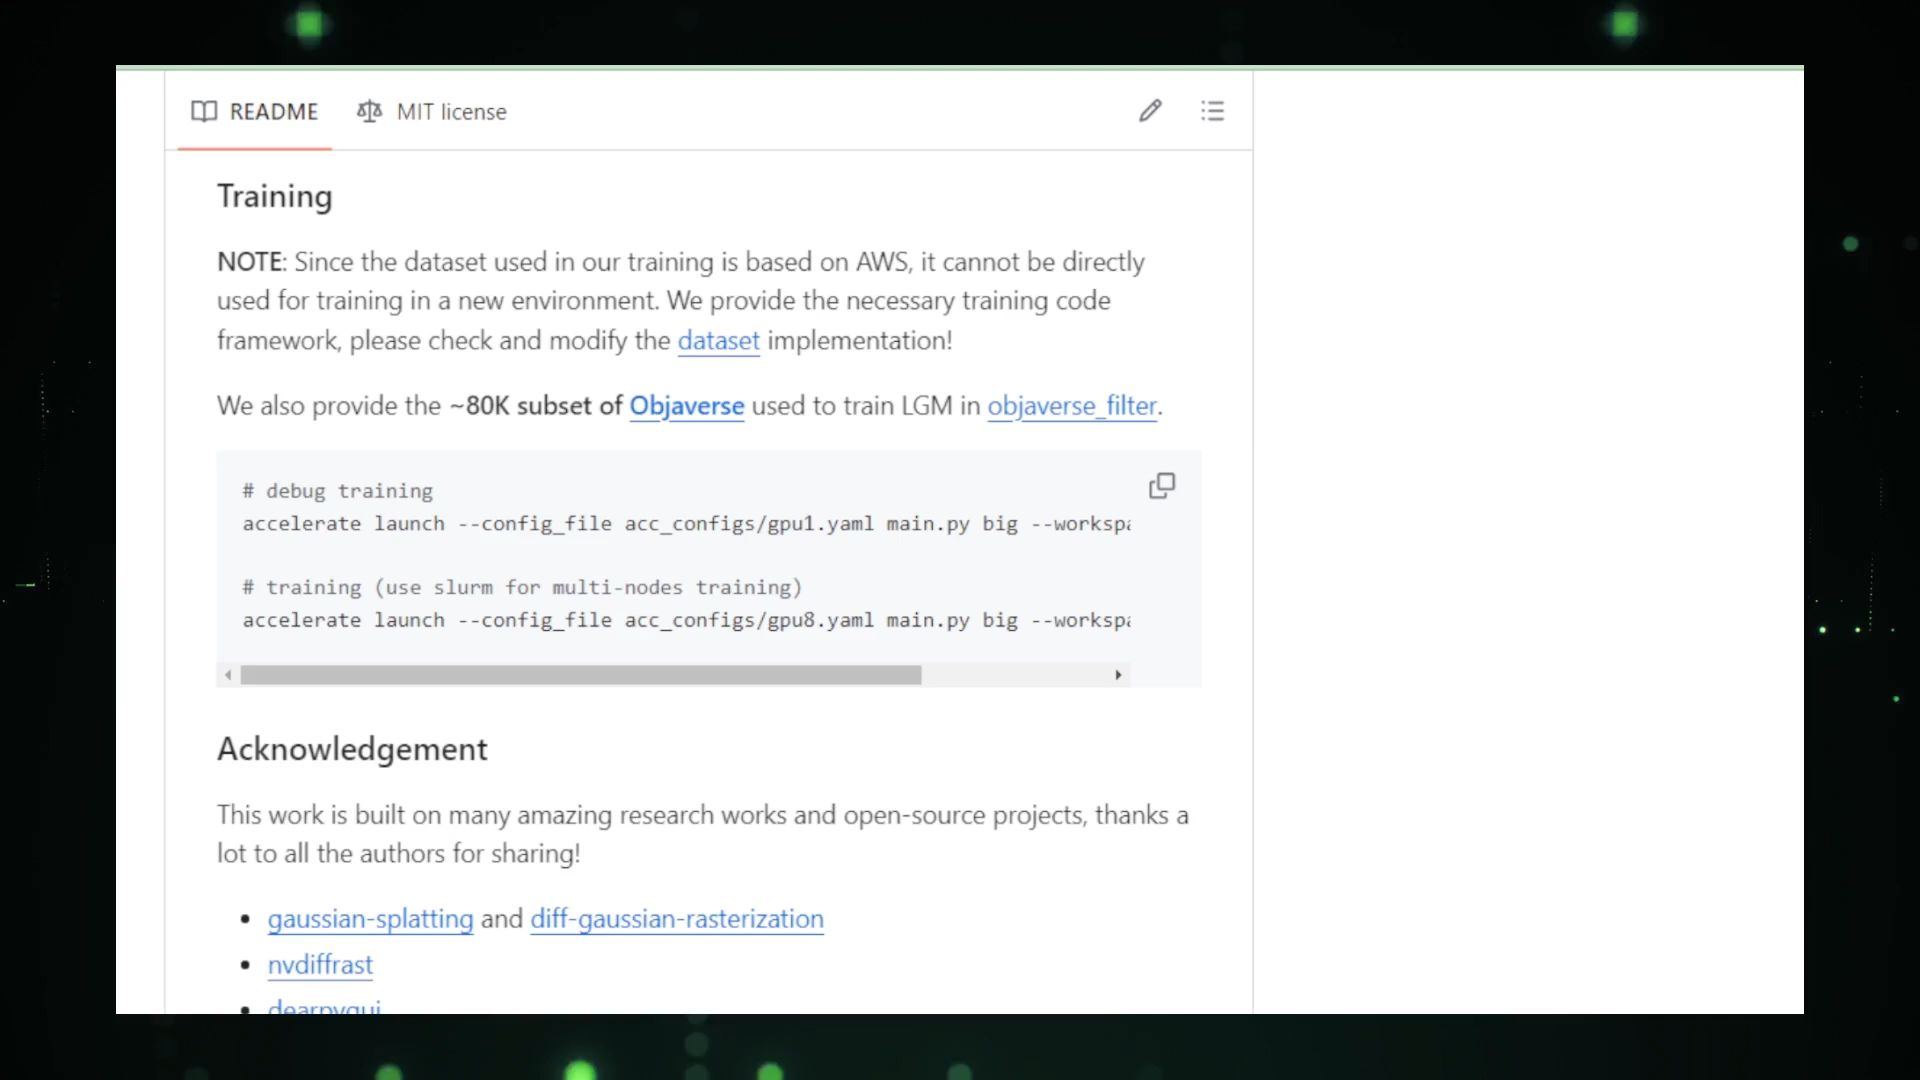 README MIT license
Training
NOTE: Since the dataset used in our training is based on AWS, it cannot be directly
used for training in a new environment. We provide the necessary training code
framework, please check and modify the dataset implementation!
We also provide the ~80K subset of Objaverse used to train LGM in objaverse_filter.
# debug training
accelerate launch --config_file acc_configs/gpu1.yaml main.py big --workspa
# training (use slurm for multi-nodes training)
accelerate launch --config_file acc_configs/gpu8.yaml main.py big --workspa
Acknowledgement
This work is built on many amazing research works and open-source projects, thanks a
lot to all the authors for sharing!
• gaussian-splatting and diff-gaussian-rasterization
• nvdiffrast
• dearpygui